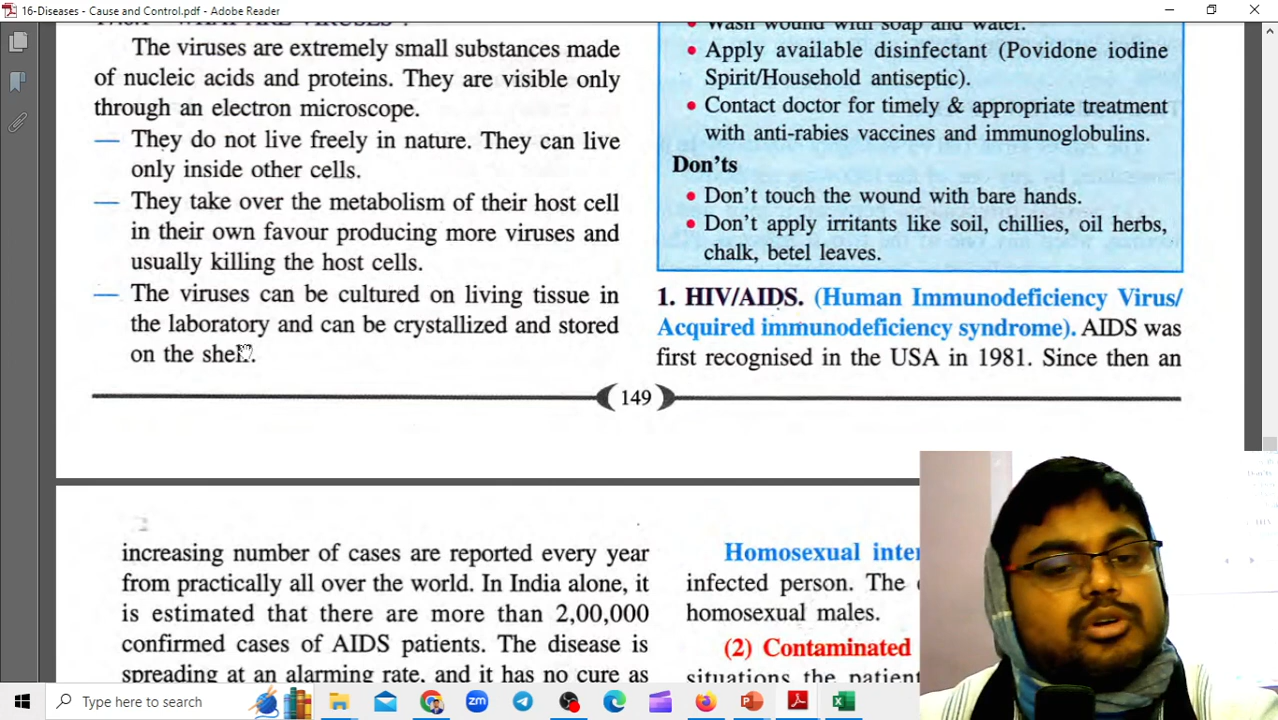 16-Diseases - Cause and Control.pdf - Adobe Reader
The viruses are extremely small substances made
of nucleic acids and proteins. They are visible only
through an electron microscope.
— They do not live freely in nature. They can live
only inside other cells.
— They take over the metabolism of their host cell
in their own favour producing more viruses and
usually killing the host cells.
— The viruses can be cultured on living tissue in
the laboratory and can be crystallized and stored
on the shelf.
• Wash wound with soap and water.
• Apply available disinfectant (Povidone iodine
Spirit/Household antiseptic).
• Contact doctor for timely & appropriate treatment
with anti-rabies vaccines and immunoglobulins.
Don'ts
• Don't touch the wound with bare hands.
• Don't apply irritants like soil, chillies, oil herbs,
chalk, betel leaves.
1. HIV/AIDS. (Human Immunodeficiency Virus/
Acquired immunodeficiency syndrome). AIDS was
first recognised in the USA in 1981. Since then an
149
increasing number of cases are reported every year
from practically all over the world. In India alone, it
is estimated that there are more than 2,00,000
confirmed cases of AIDS patients. The disease is
spreading at an alarming rate, and it has no cure as
Homosexual inter
infected person. The
homosexual males.
(2) Contaminated
situations the patient
Type here to search
zm